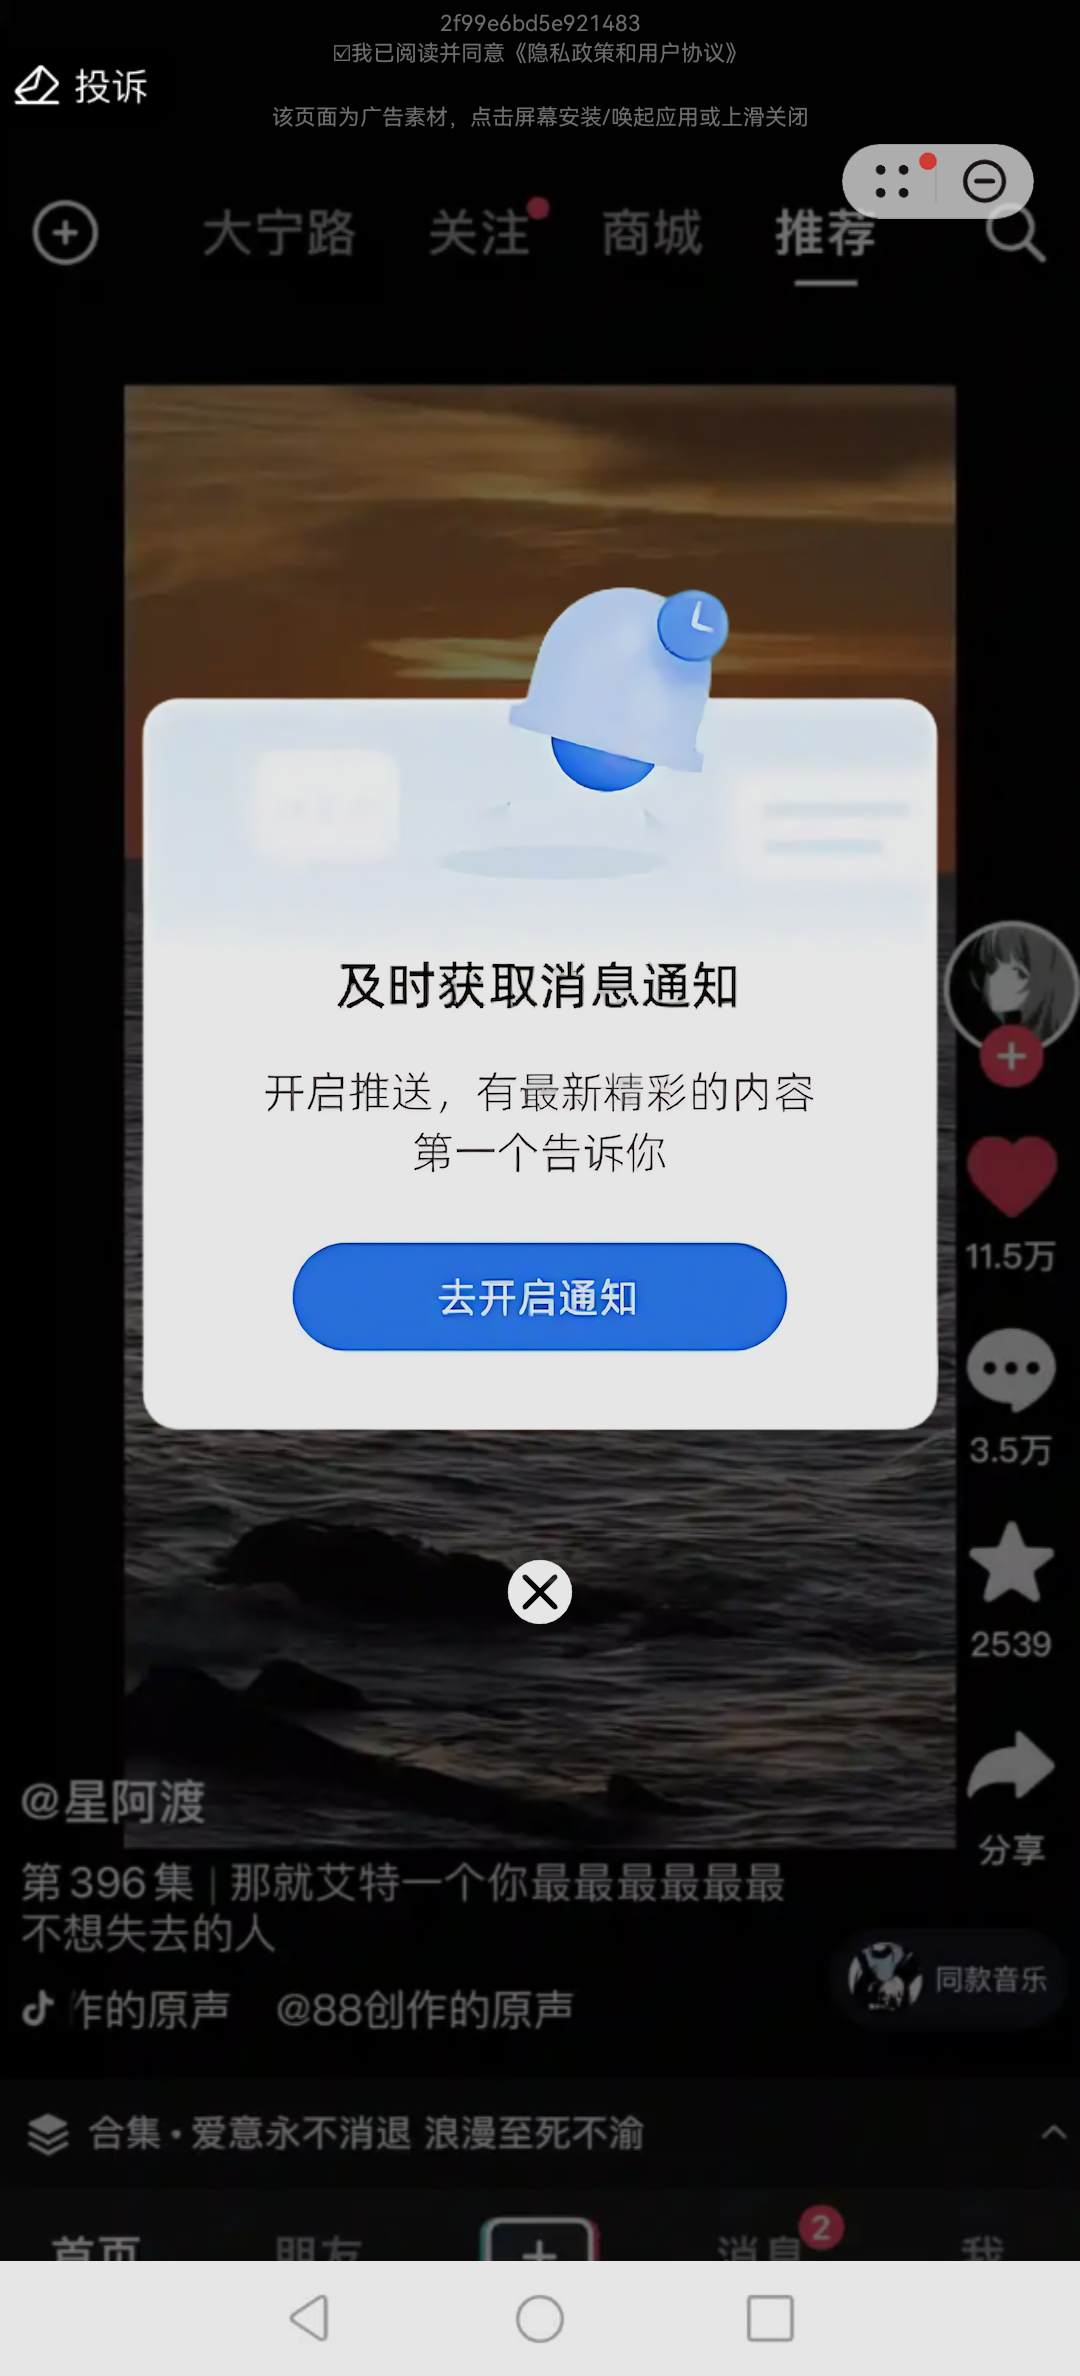 2f99e6bd5e921483
☑我已阅读并同意《隐私政策和用户协议》
投诉
该页面为广告素材，点击屏幕安装/唤起应用或上滑关闭
大宁路 关注 商城 推荐
及时获取消息通知
开启推送，有最新精彩的内容
第一个告诉你
去开启通知
11.5万
3.5万
2539
分享
@星阿渡
第396集 | 那就艾特一个你最最最最最最
不想失去的人
同款音乐
作的原声 @88创作的原声
合集 • 爱意永不消退 浪漫至死不渝
首页 朋友 消息 2 我